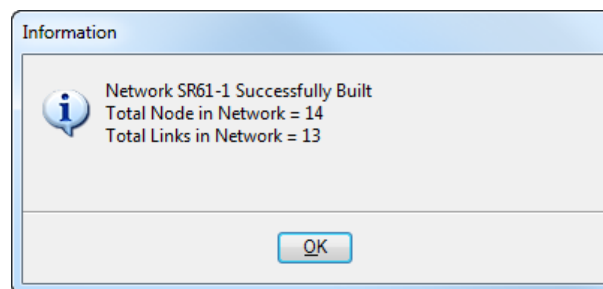 Information
Network SR61-1 Successfully Built
Total Node in Network = 14
Total Links in Network = 13
OK